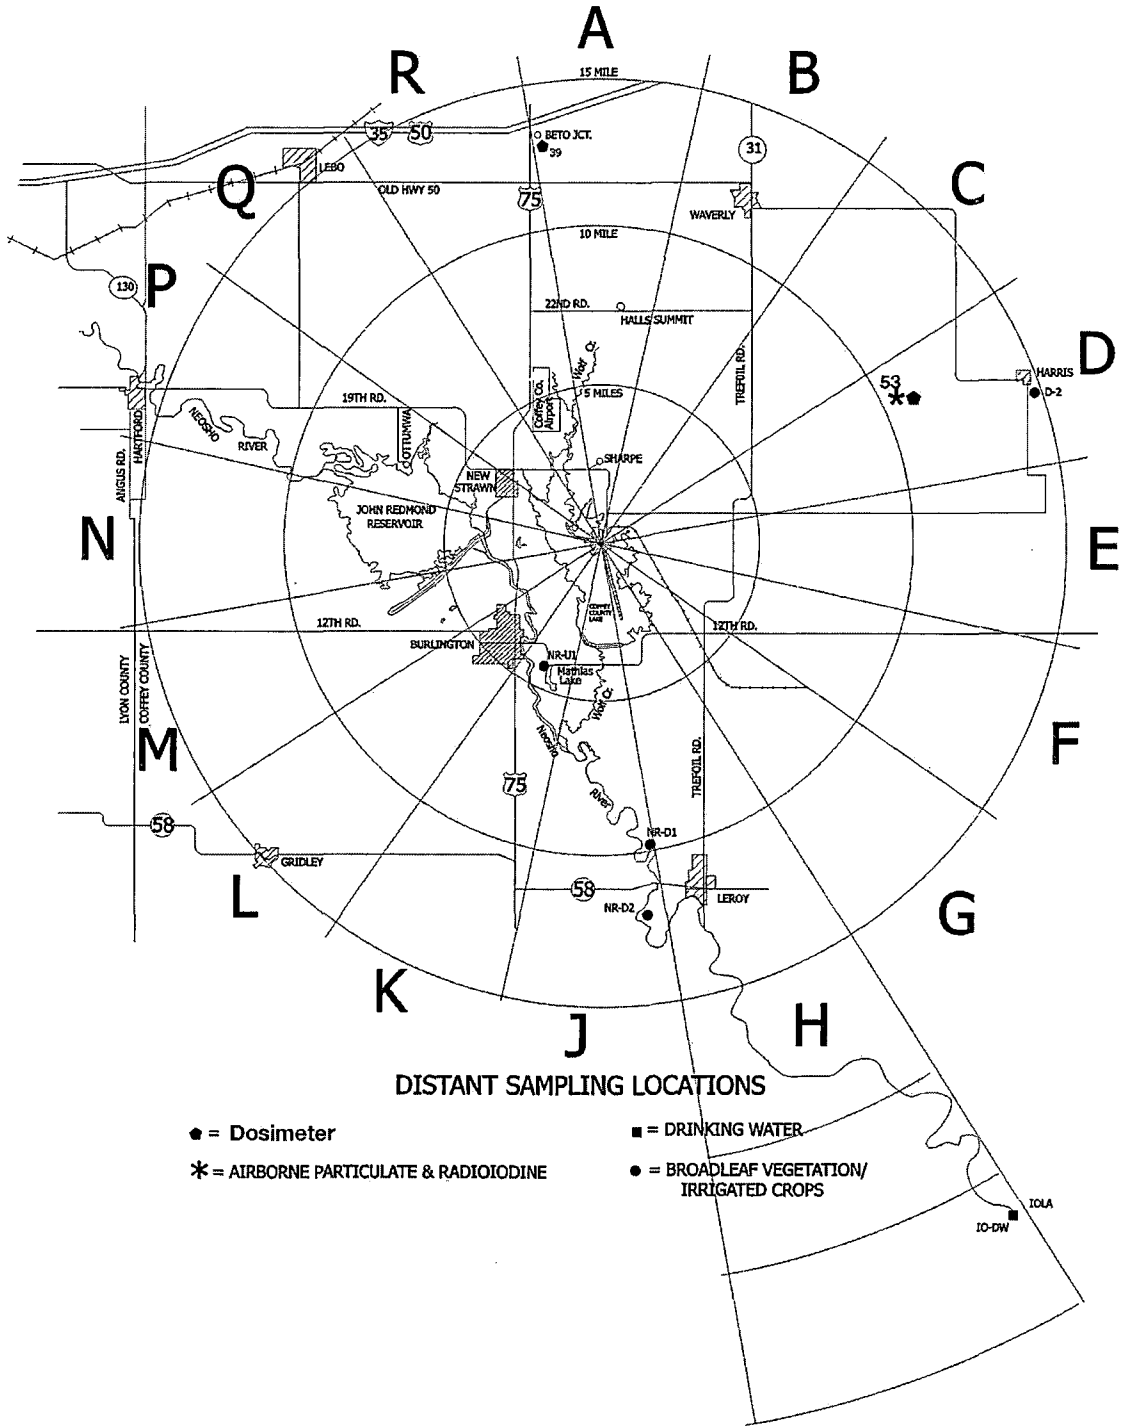 A
R
B
15 MILE
35
50
BETO JCT.
39
31
LEBO
C
Q
OLD HWY 50
75
WAVERLY
10 MILE
P
130
22ND RD.
HALLS SUMMIT
D
TREFOIL RD.
Wolf Cr.
HARRIS
53
D-2
Coffey Co.
Airport
5 MILES
19TH RD.
NEOSHO
RIVER
OTTUMWA
HARTFORD
ANGUS RD.
SHARPE
NEW
STRAWN
JOHN REDMOND
RESERVOIR
N
E
COFFEY
COUNTY
LAKE
12TH RD.
12TH RD.
BURLINGTON
NR-U1
Mathias
Lake
LYON COUNTY
COFFEY COUNTY
Wolf Cr.
M
F
Neosho
River
TREFOIL RD.
75
58
NR-D1
GRIDLEY
L
58
LEROY
NR-D2
G
K
J
H
DISTANT SAMPLING LOCATIONS
= Dosimeter
= DRINKING WATER
= AIRBORNE PARTICULATE & RADIOIODINE
= BROADLEAF VEGETATION/
IRRIGATED CROPS
IOLA
IO-DW